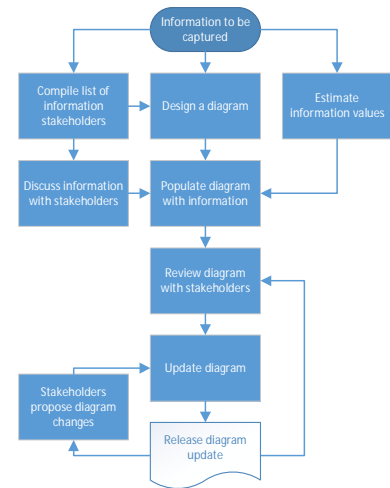 Information to be
captured
Compile list of
information
stakeholders
Design a diagram
Estimate
information values
Discuss information
with stakeholders
Populate diagram
with information
Review diagram
with stakeholders
Update diagram
Stakeholders
propose diagram
changes
Release diagram
update